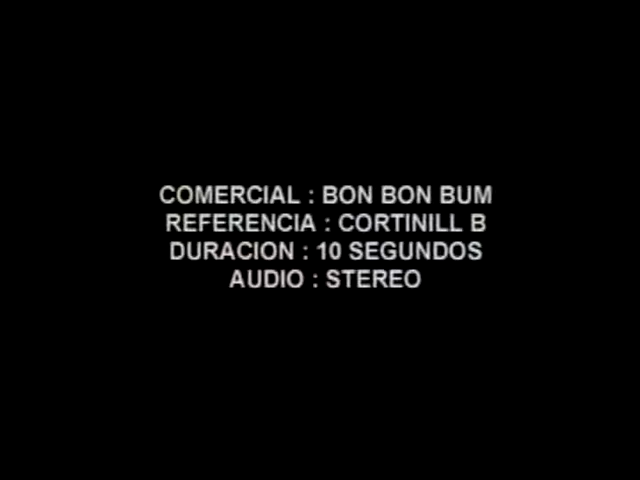 COMERCIAL : BON BON BUM
REFERENCIA : CORTINILL B
DURACION : 10 SEGUNDOS
AUDIO : STEREO